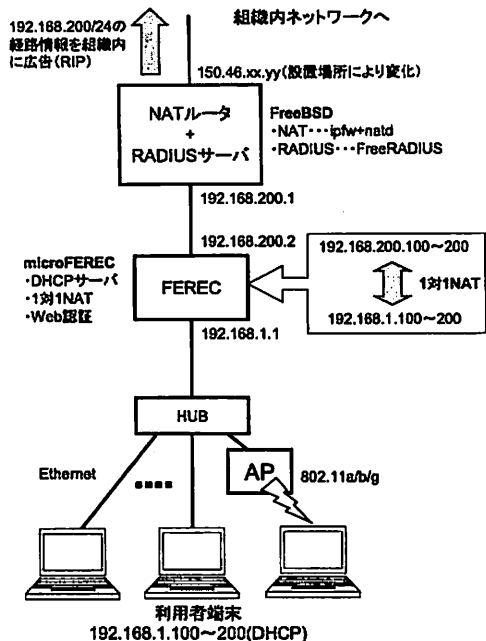 組織内ネットワークへ
192.168.200/24の
経路情報を組織内
に広告(RIP)
150.46.xx.yy(設置場所により変化)
NATルータ
+
RADIUSサーバ
FreeBSD
・NAT・・・ipfw+natd
・RADIUS・・・FreeRADIUS
192.168.200.1
192.168.200.2
microFEREC
・DHCPサーバ
・1対1NAT
・Web認証
FEREC
192.168.200.100～200
1対1NAT
192.168.1.100～200
192.168.1.1
HUB
Ethernet
AP
802.11a/b/g
利用者端末
192.168.1.100～200(DHCP)